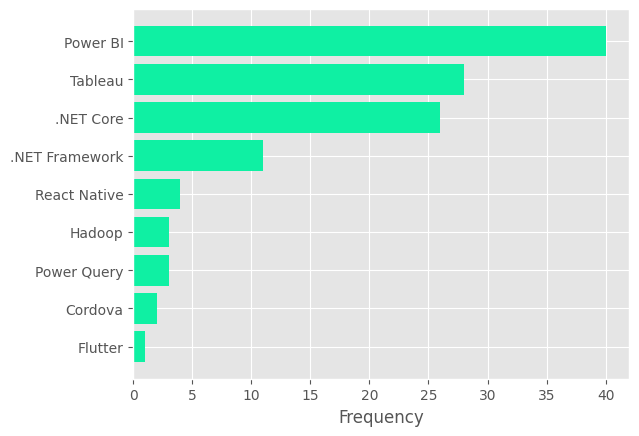 Power BI
Tableau
.NET Core
.NET Framework
React Native
Hadoop
Power Query
Cordova
Flutter
0 5 10 15 20 25 30 35 40
Frequency